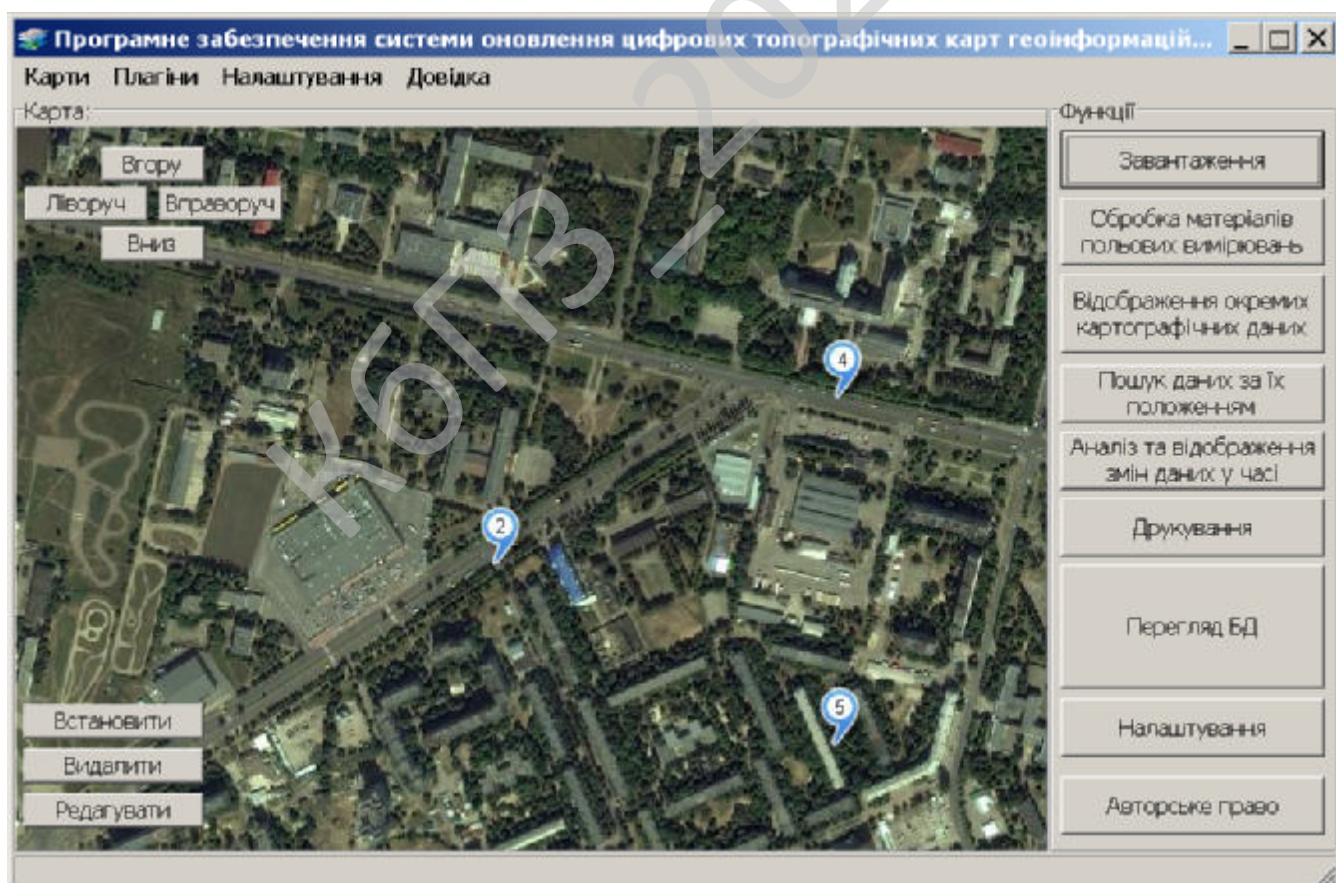 Програмне забезпечення системи оновлення цифрових топографічних карт геоінформацій...
Карти Плагіни Налаштування Довідка
Карта:
Функції
Вгору
Ліворуч Вправоруч
Вниз
Завантаження
Обробка матеріалів
польових вимірювань
Відображення окремих
картографічних даних
4
Пошук даних за їх
положенням
Аналіз та відображення
змін даних у часі
2
Друкування
Перегляд БД
5
Встановити
Видалити
Редагувати
Налаштування
Авторське право
КбПЗ_202